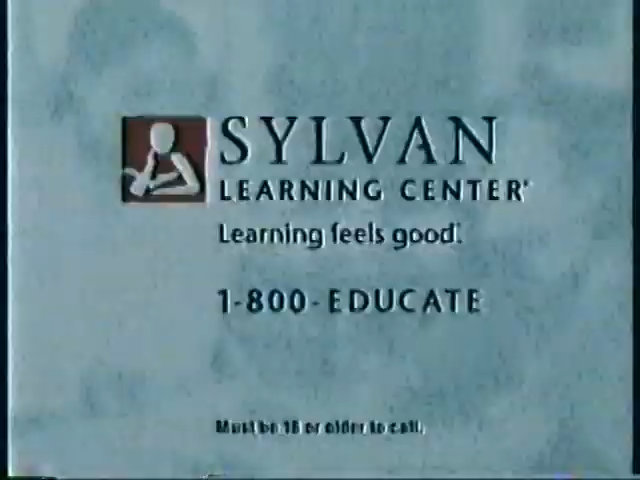 SYLVAN
LEARNING CENTER®
Learning feels good.
1-800-EDUCATE
Must be 18 or older to call.